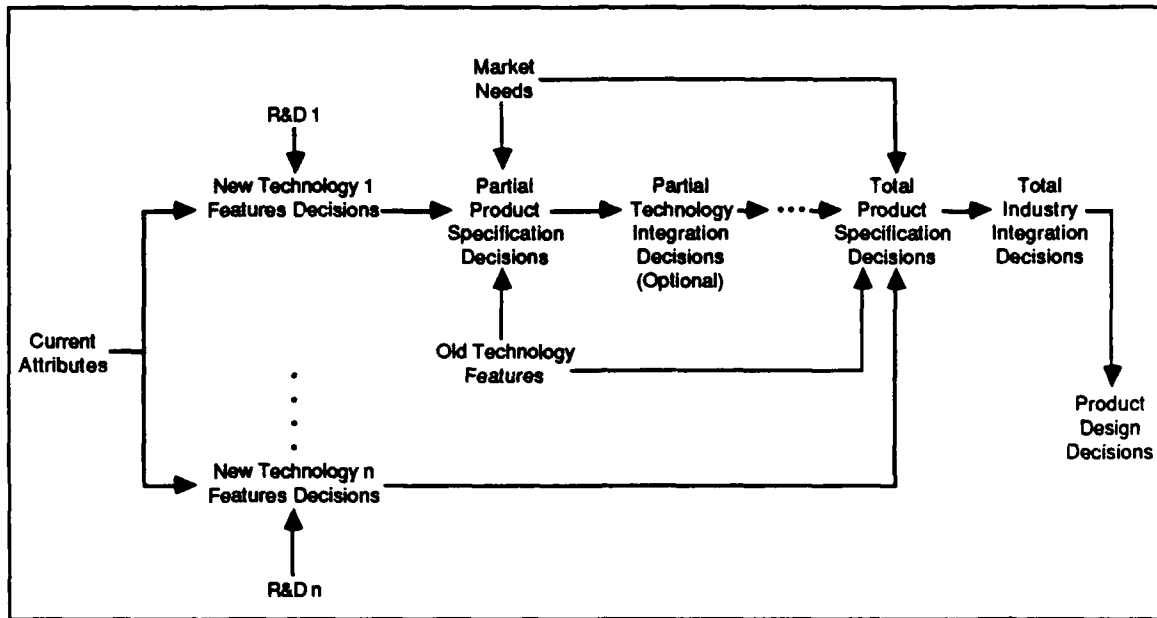 Market
Needs
R&D 1
New Technology 1
Features Decisions
Partial
Product
Specification
Decisions
Partial
Technology
Integration
Decisions
(Optional)
Total
Product
Specification
Decisions
Total
Industry
Integration
Decisions
Current
Attributes
Old Technology
Features
Product
Design
Decisions
New Technology n
Features Decisions
R&D n